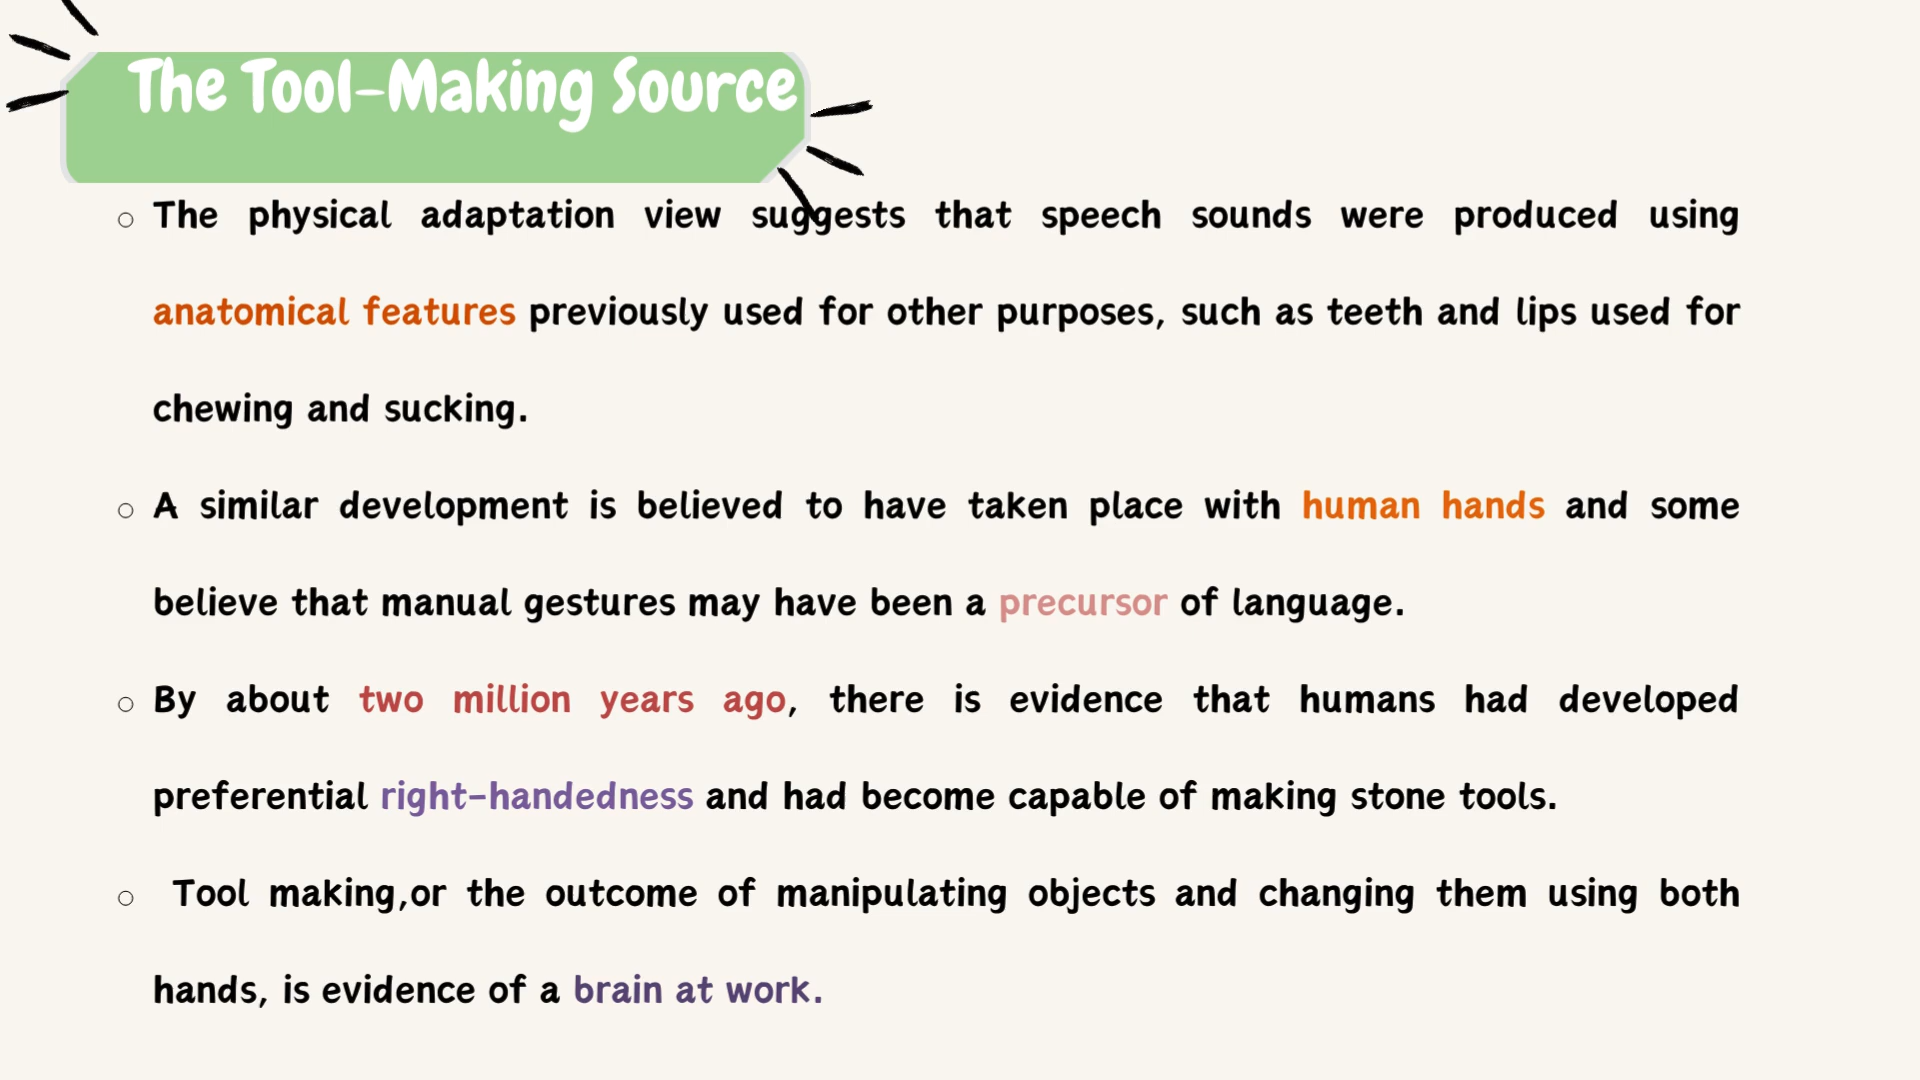 The Tool-Making Source
○ The physical adaptation view suggests that speech sounds were produced using
anatomical features previously used for other purposes, such as teeth and lips used for
chewing and sucking.
○ A similar development is believed to have taken place with human hands and some
believe that manual gestures may have been a precursor of language.
○ By about two million years ago, there is evidence that humans had developed
preferential right-handedness and had become capable of making stone tools.
○ Tool making,or the outcome of manipulating objects and changing them using both
hands, is evidence of a brain at work.